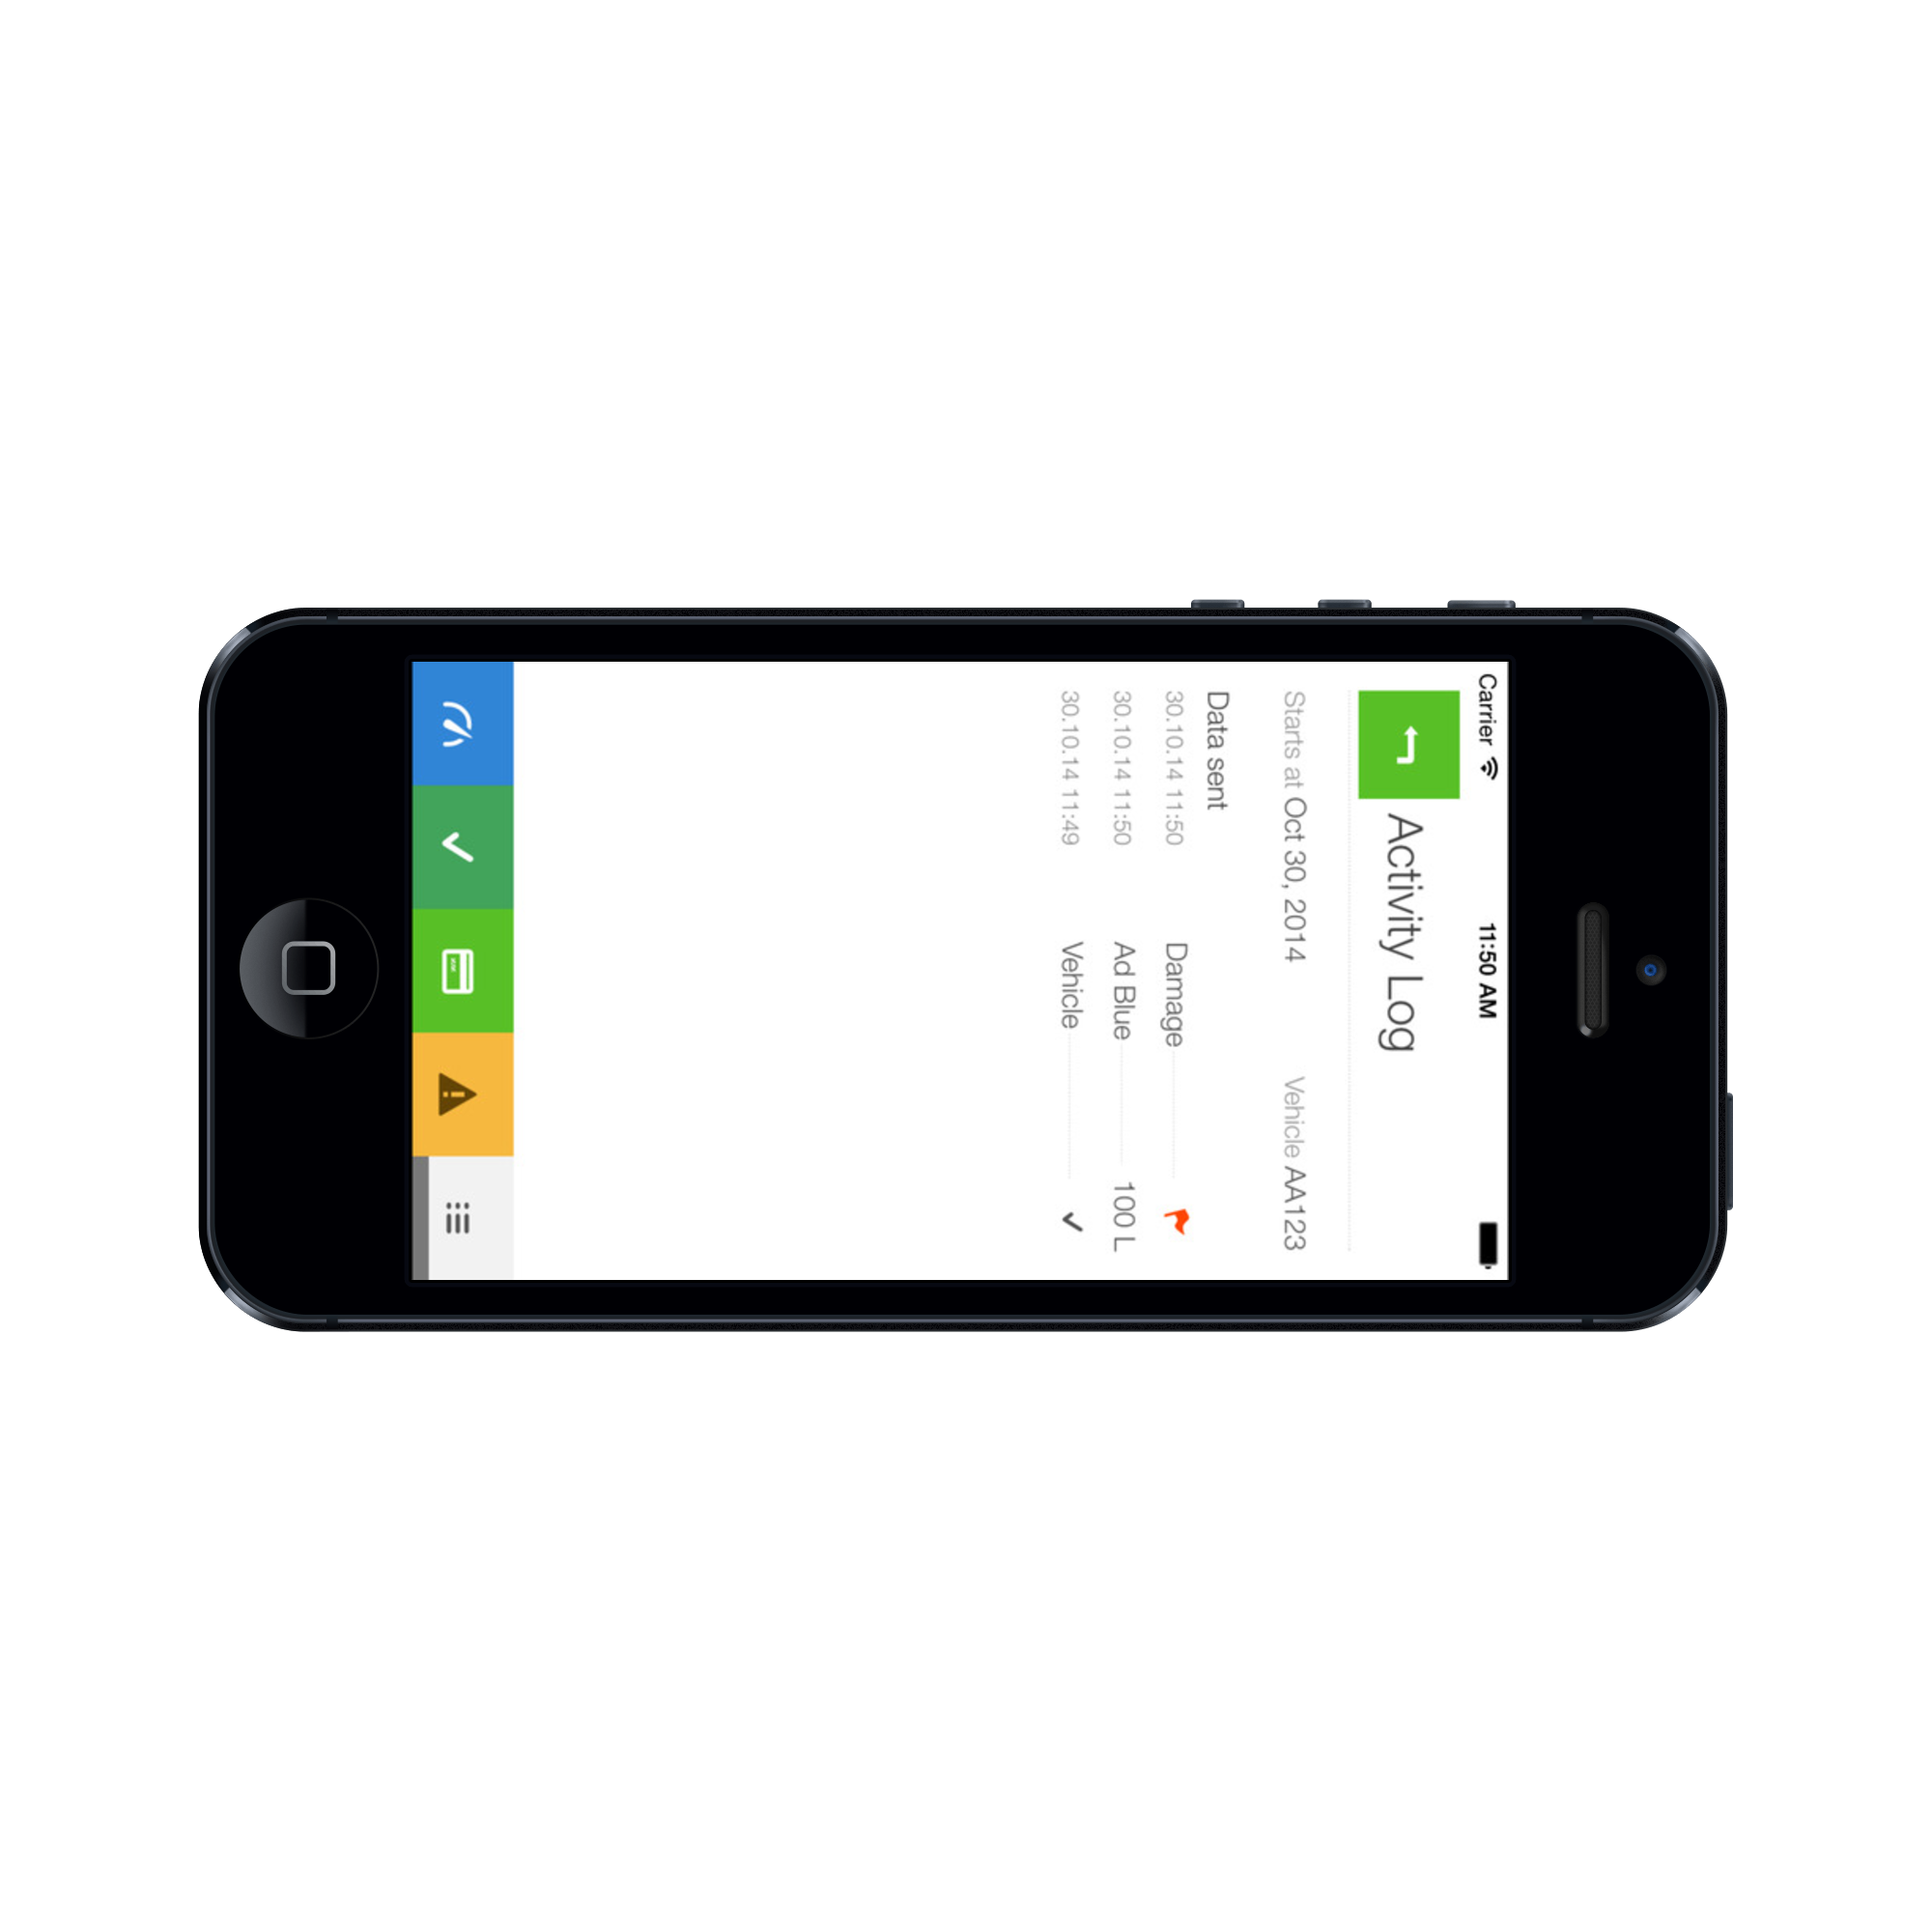 Carrier 11:50 AM
Activity Log
Starts at Oct 30, 2014 Vehicle AA123
Data sent
30.10.14 11:50 Damage
30.10.14 11:50 Ad Blue 100 L
30.10.14 11:49 Vehicle